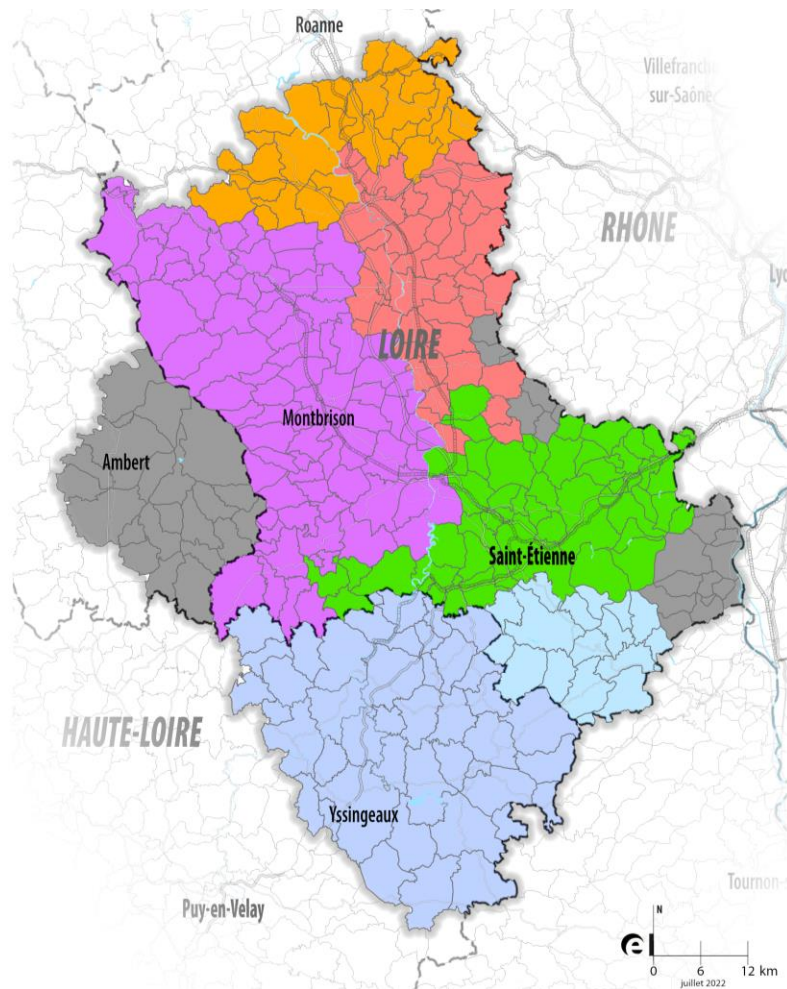 Roanne
Villefranche
sur-Saône
RHÔNE
LOIRE
Montbrison
Ambert
Saint-Étienne
HAUTE-LOIRE
Yssingeaux
Puy-en-Velay
N
0 6 12 km
juillet 2022